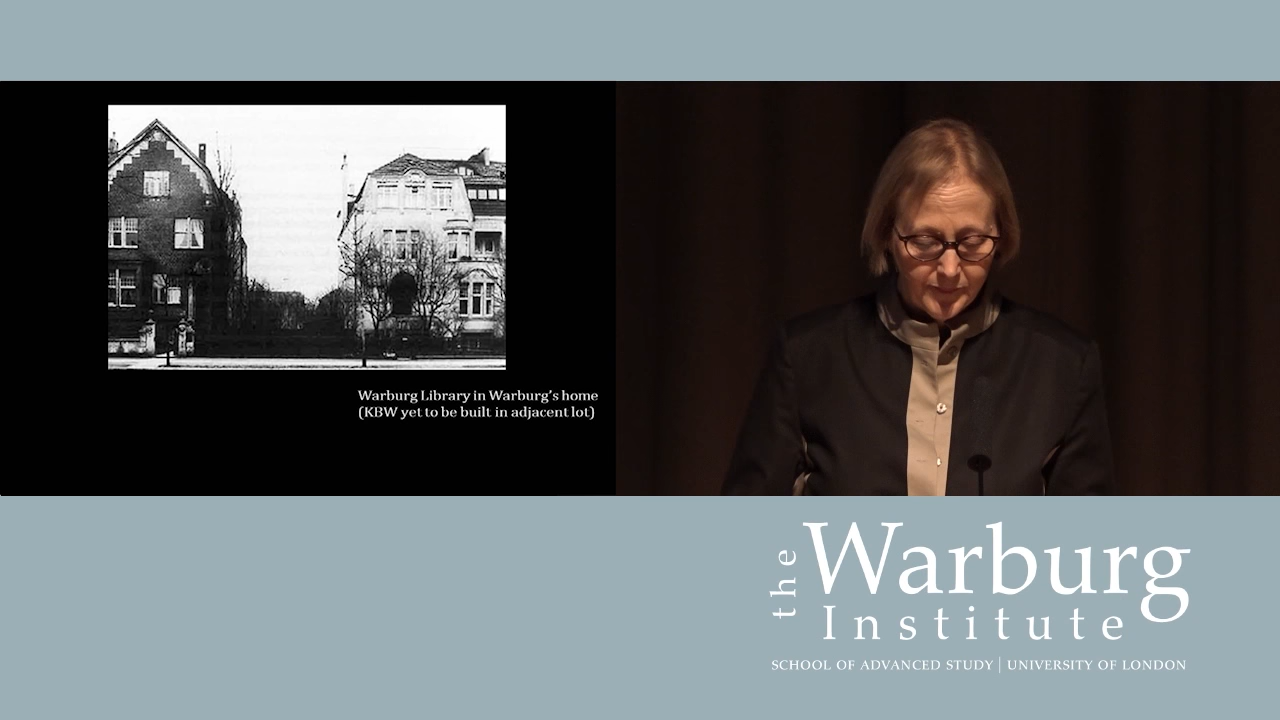 Warburg Library in Warburg's home
(KBW yet to be built in adjacent lot)
the Warburg
Institute
SCHOOL OF ADVANCED STUDY | UNIVERSITY OF LONDON